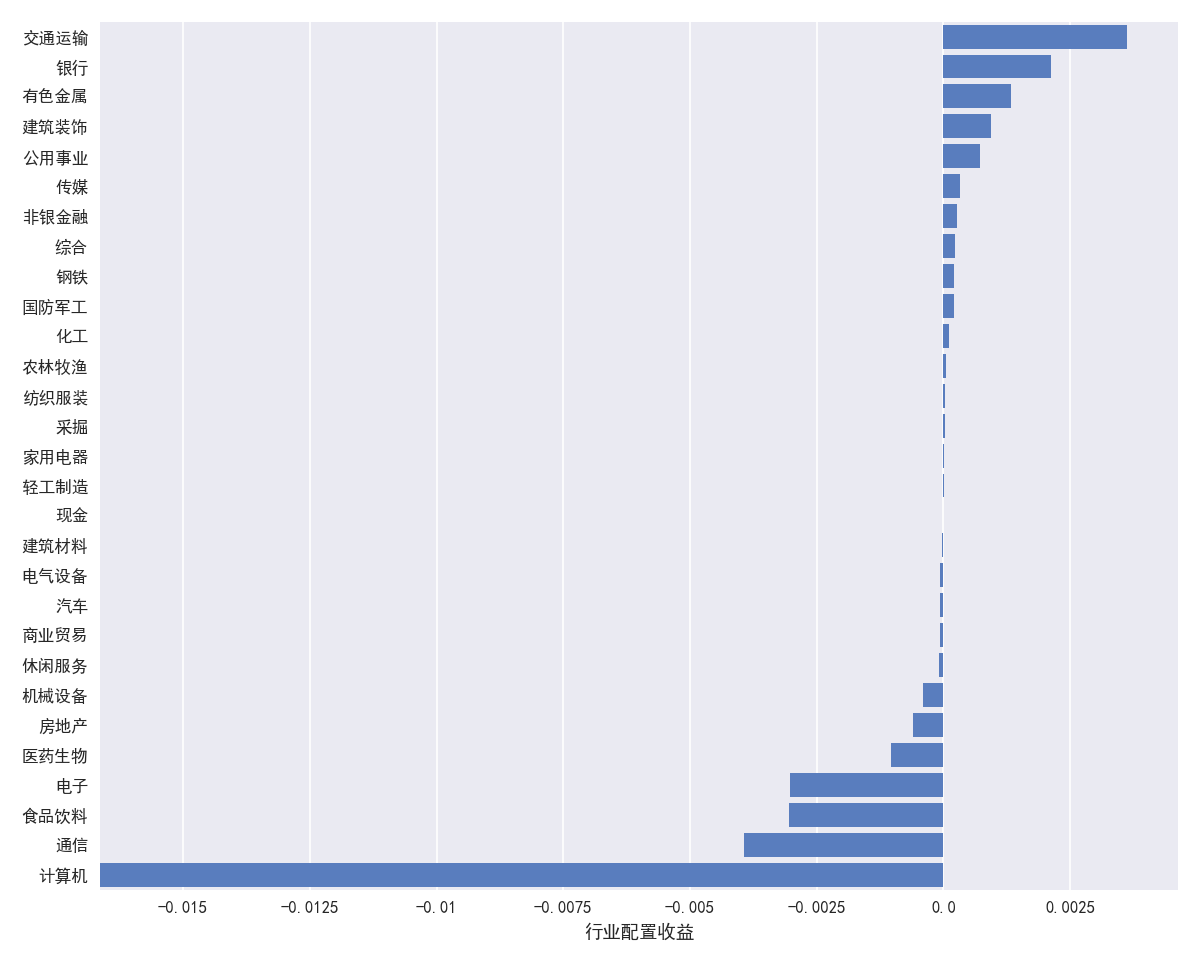 交通运输
银行
有色金属
建筑装饰
公用事业
传媒
非银金融
综合
钢铁
国防军工
化工
农林牧渔
纺织服装
采掘
家用电器
轻工制造
现金
建筑材料
电气设备
汽车
商业贸易
休闲服务
机械设备
房地产
医药生物
电子
食品饮料
通信
计算机
-0.015 -0.0125 -0.01 -0.0075 -0.005 -0.0025 0.0 0.0025
行业配置收益